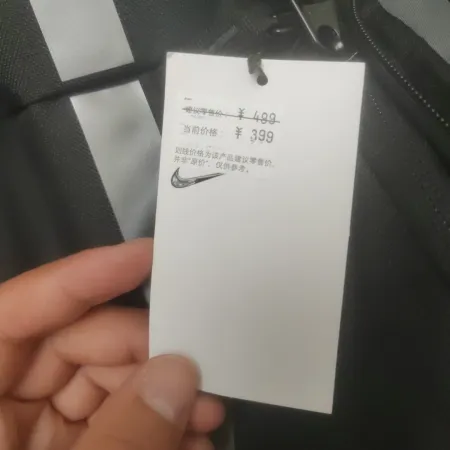 建议零售价： ¥ 499
当前价格： ¥ 399
划除价格为该产品建议零售价，
并非“原价”，仅供参考。